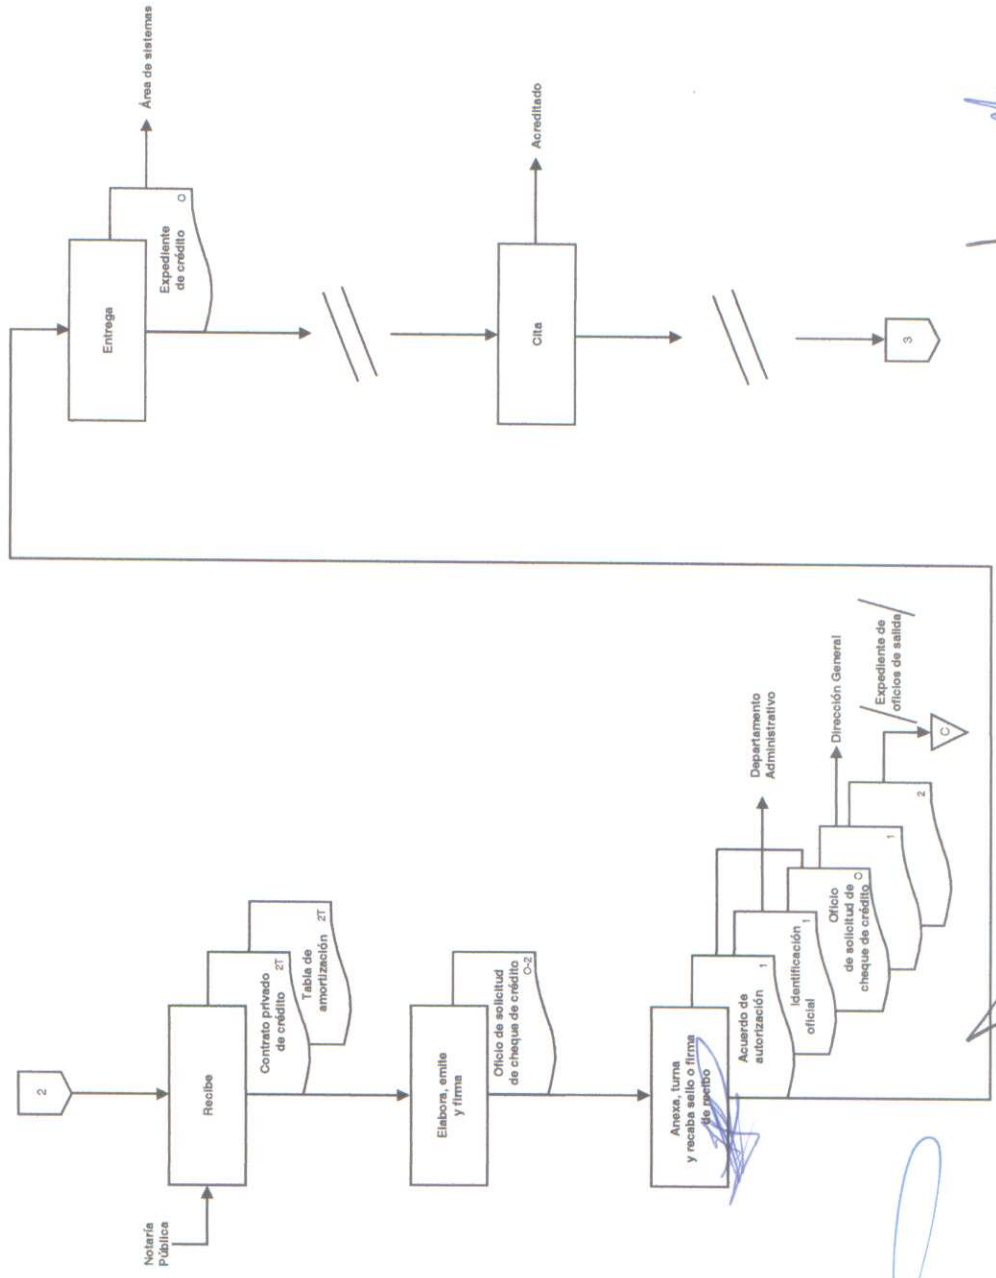 2
Notaría
Pública
Recibe
Contrato privado
de crédito
2T
Tabla de
amortización
2T
Elabora, emite
y firma
Oficio de solicitud
de cheque de crédito
O-2
Anexa, turna
y recaba sello o firma
de recibo
Acuerdo de
autorización
1
Identificación
oficial
1
Oficio
de solicitud de
cheque de crédito
O
1
2
Departamento
Administrativo
Dirección General
Expediente de
oficios de salida
C
Entrega
Expediente
de crédito
O
Área de sistemas
Cita
Acreditado
3